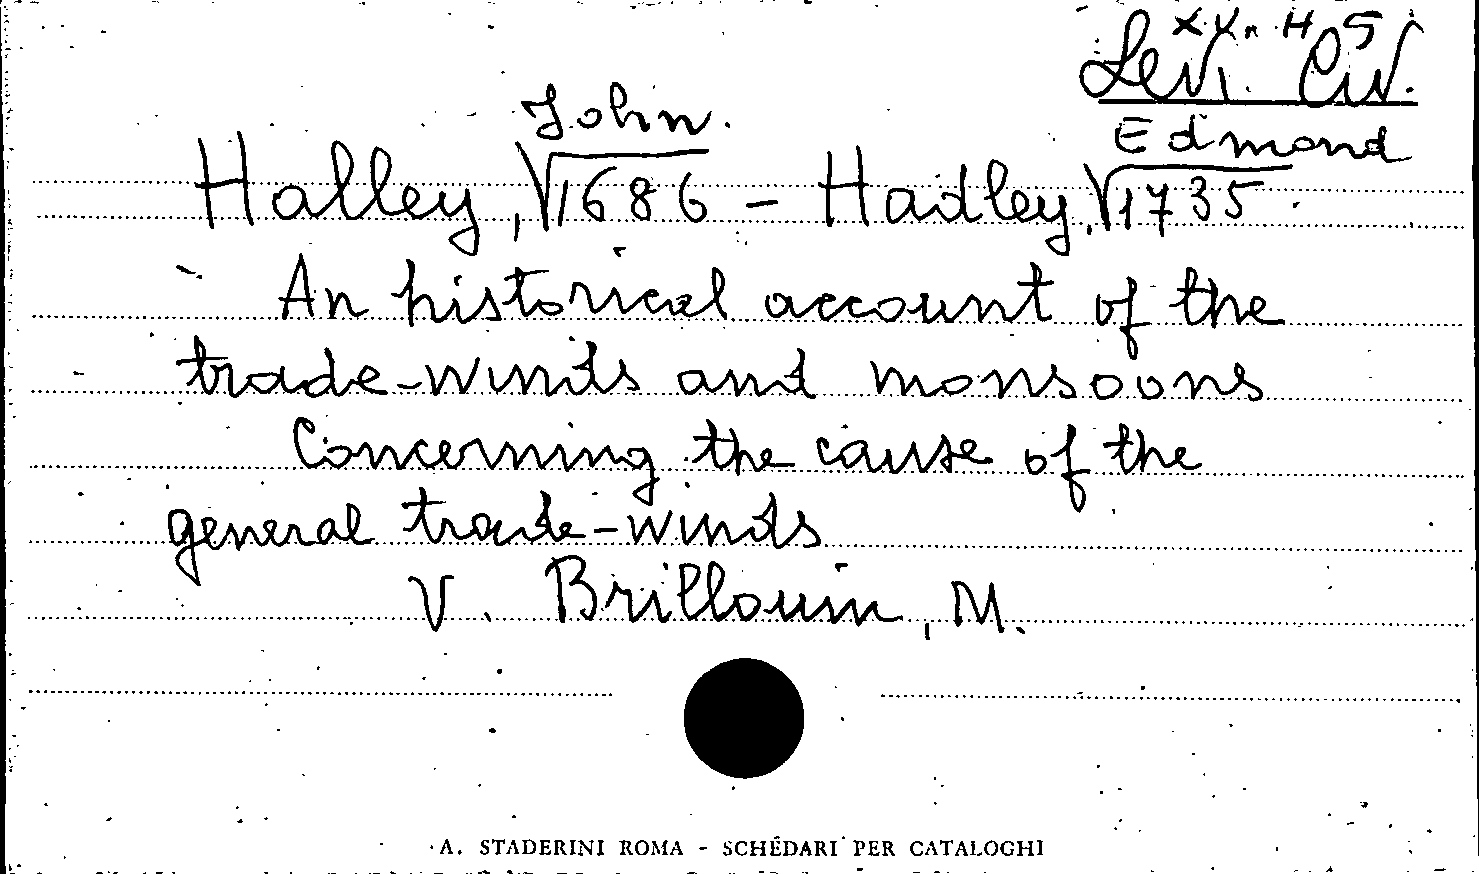 XX. H 5
Levi. Civ.
John. Edmond
Halley, 1686 - Hadley, 1735.
An historical account of the
trade-winds and monsoons
Concerning the cause of the
general trade-winds
V. Brillouin, M.
A. STADERINI ROMA - SCHEDARI PER CATALOGHI